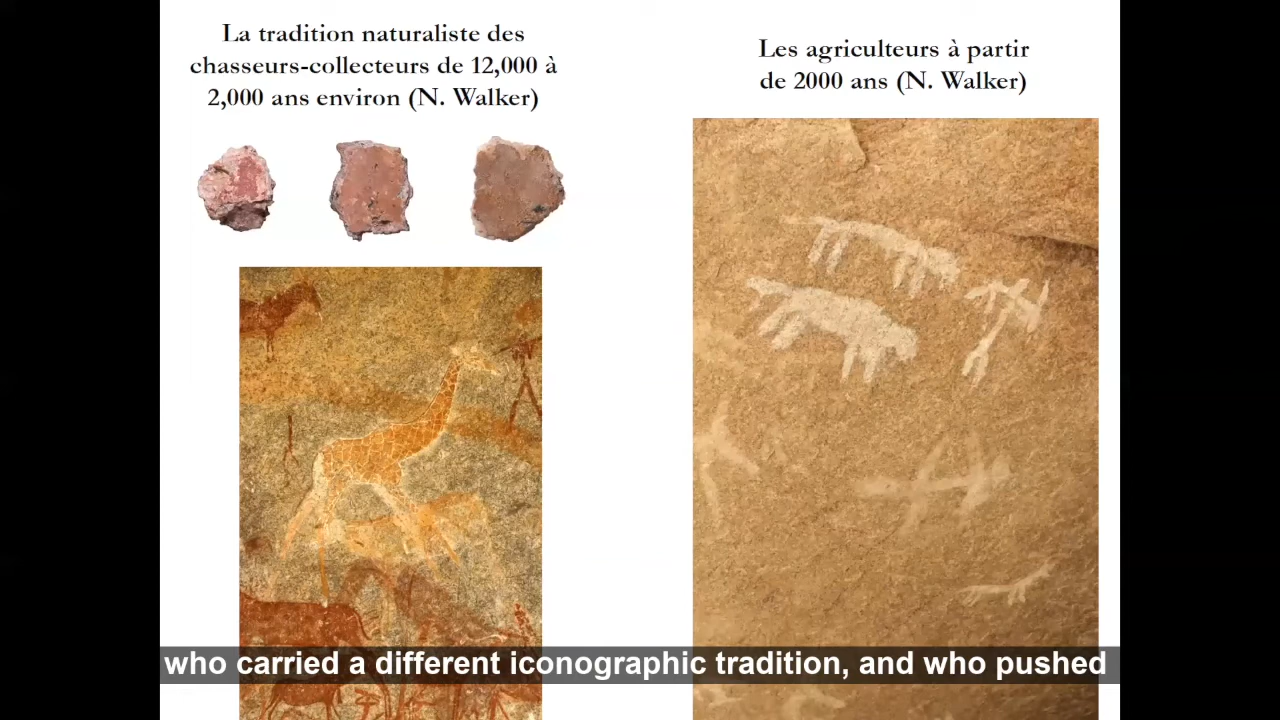 La tradition naturaliste des
chasseurs-collecteurs de 12,000 à
2,000 ans environ (N. Walker)
Les agriculteurs à partir
de 2000 ans (N. Walker)
who carried a different iconographic tradition, and who pushed